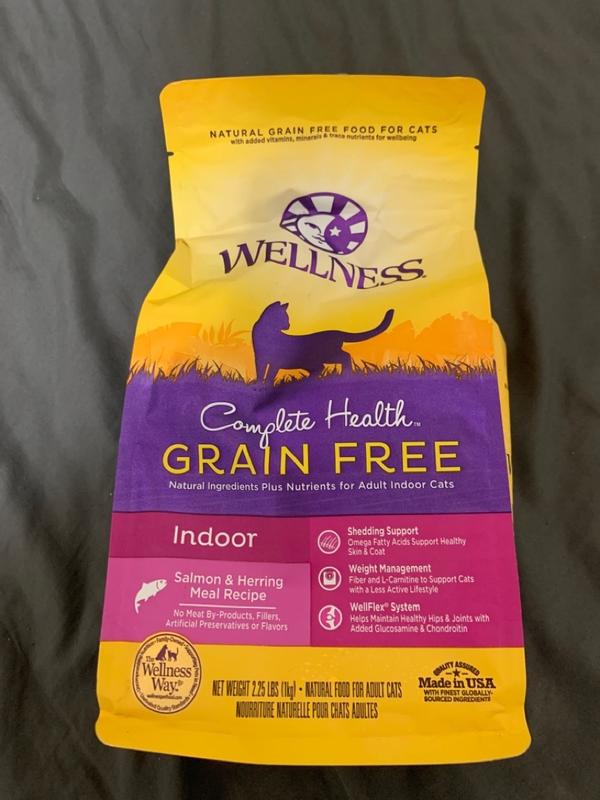 NATURAL GRAIN FREE FOOD FOR CATS
with added vitamins, minerals & trace nutrients for wellbeing
WELLNESS
Complete Health™
GRAIN FREE
Natural Ingredients Plus Nutrients for Adult Indoor Cats
Indoor
Salmon & Herring
Meal Recipe
No Meat By-Products, Fillers,
Artificial Preservatives or Flavors
Shedding Support
Omega Fatty Acids Support Healthy
Skin & Coat
Weight Management
Fiber and L-Carnitine to Support Cats
with a Less Active Lifestyle
WellFlex® System
Helps Maintain Healthy Hips & Joints with
Added Glucosamine & Chondroitin
The
Wellness
Way
NET WEIGHT 2.25 LBS (1kg) • NATURAL FOOD FOR ADULT CATS
NOURRITURE NATURELLE POUR CHATS ADULTES
QUALITY ASSURED
Made in USA
WITH FINEST GLOBALLY-
SOURCED INGREDIENTS